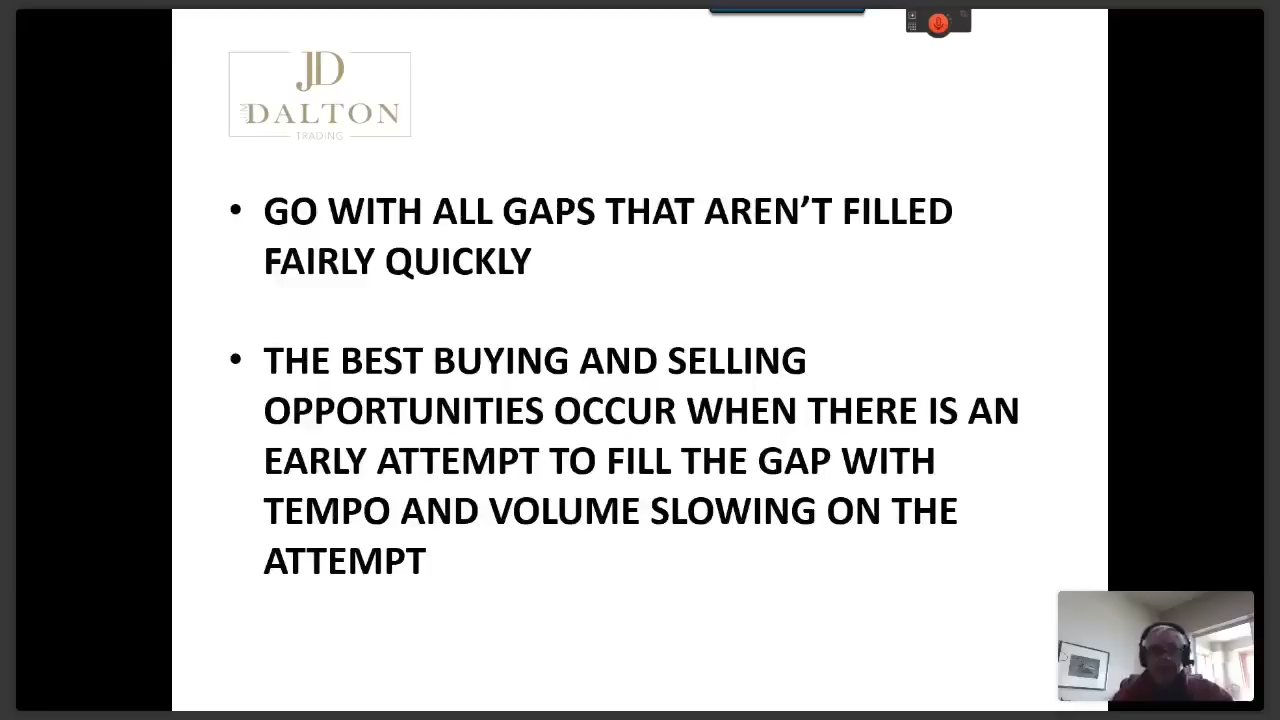 JD
JIM DALTON
TRADING
• GO WITH ALL GAPS THAT AREN’T FILLED
FAIRLY QUICKLY
• THE BEST BUYING AND SELLING
OPPORTUNITIES OCCUR WHEN THERE IS AN
EARLY ATTEMPT TO FILL THE GAP WITH
TEMPO AND VOLUME SLOWING ON THE
ATTEMPT